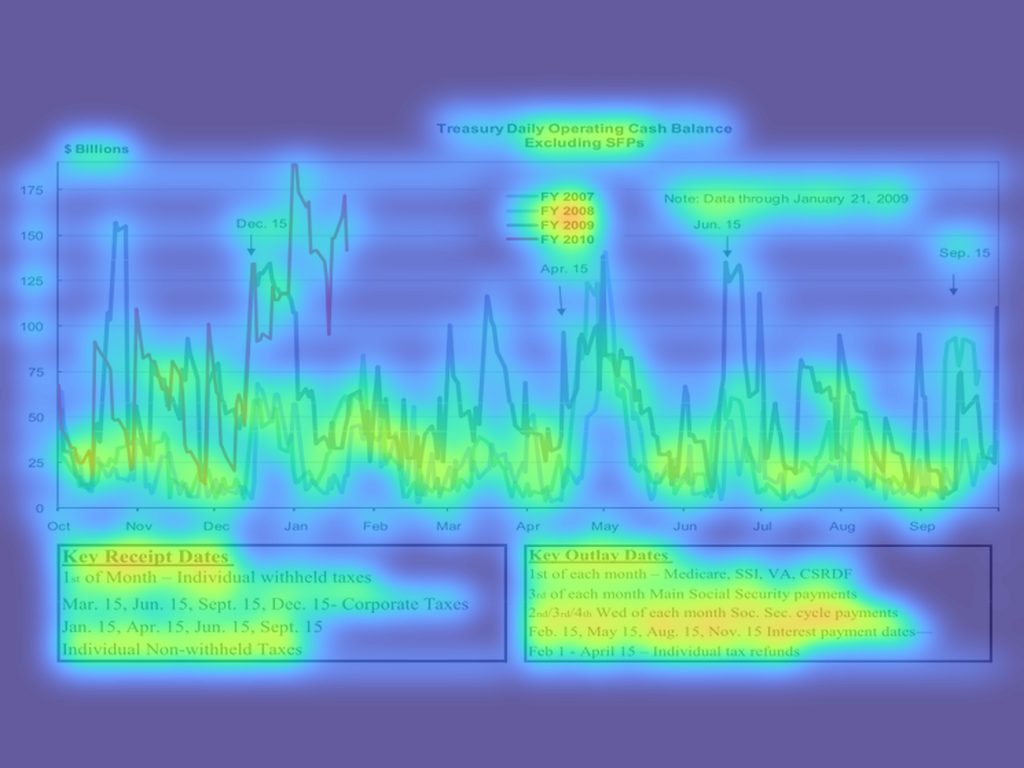 Treasury Daily Operating Cash Balance
Excluding SFPs
$ Billions
175
150
125
100
75
50
25
0
FY 2007
FY 2008
FY 2009
FY 2010
Note: Data through January 21, 2009
Dec. 15
Apr. 15
Jun. 15
Sep. 15
Oct Nov Dec Jan Feb Mar Apr May Jun Jul Aug Sep
Key Receipt Dates
1st of Month – Individual withheld taxes
Mar. 15, Jun. 15, Sept. 15, Dec. 15- Corporate Taxes
Jan. 15, Apr. 15, Jun. 15, Sept. 15
Individual Non-withheld Taxes
Key Outlay Dates
1st of each month – Medicare, SSI, VA, CSRDF
3rd of each month Main Social Security payments
2nd/3rd/4th Wed of each month Soc. Sec. cycle payments
Feb. 15, May 15, Aug. 15, Nov. 15 Interest payment dates—
Feb 1 - April 15 – Individual tax refunds